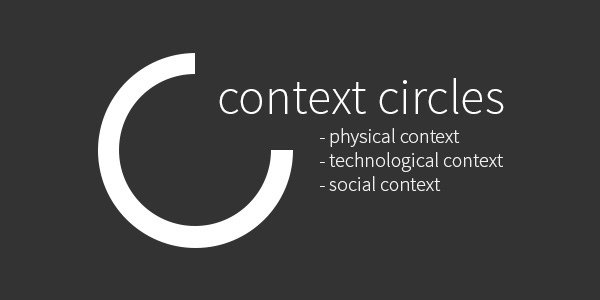 context circles
- physical context
- technological context
- social context